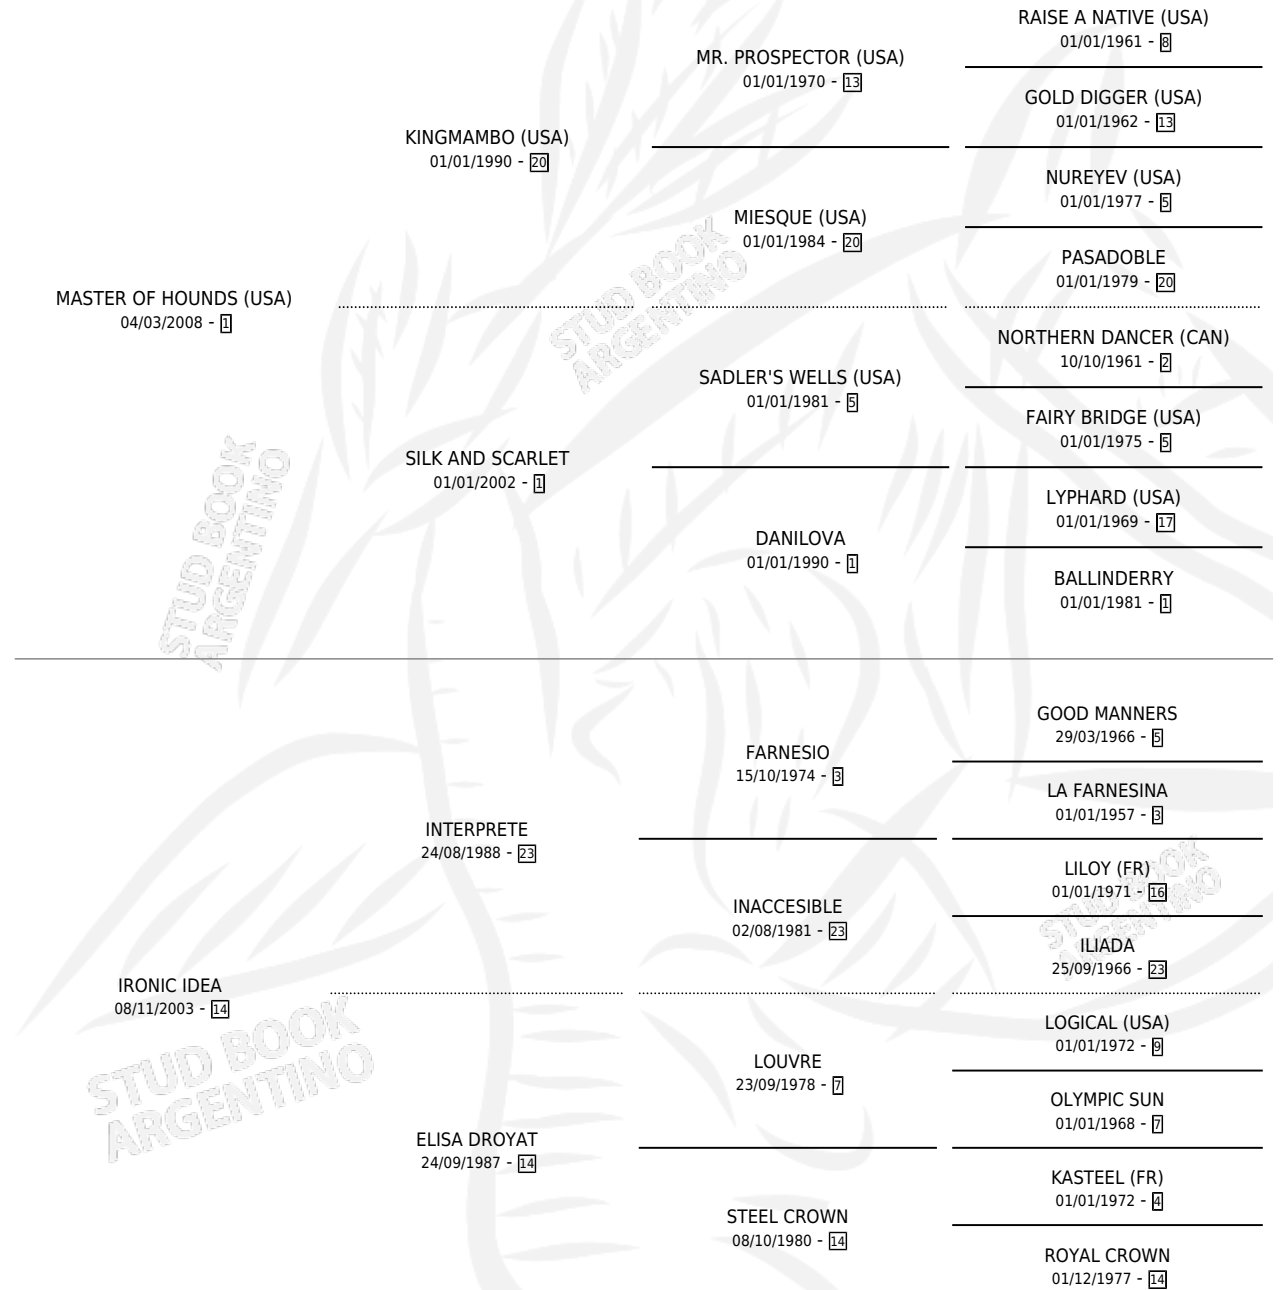 RAISE A NATIVE (USA)
01/01/1961 - 8
MR. PROSPECTOR (USA)
01/01/1970 - 13
GOLD DIGGER (USA)
01/01/1962 - 13
KINGMAMBO (USA)
01/01/1990 - 20
NUREYEV (USA)
01/01/1977 - 5
MIESQUE (USA)
01/01/1984 - 20
PASADOBLE
01/01/1979 - 20
MASTER OF HOUNDS (USA)
04/03/2008 - 1
NORTHERN DANCER (CAN)
10/10/1961 - 2
SADLER'S WELLS (USA)
01/01/1981 - 5
FAIRY BRIDGE (USA)
01/01/1975 - 5
SILK AND SCARLET
01/01/2002 - 1
LYPHARD (USA)
01/01/1969 - 17
DANILOVA
01/01/1990 - 1
BALLINDERRY
01/01/1981 - 1
GOOD MANNERS
29/03/1966 - 5
FARNESIO
15/10/1974 - 3
LA FARNESINA
01/01/1957 - 3
INTERPRETE
24/08/1988 - 23
LILOY (FR)
01/01/1971 - 16
INACCESIBLE
02/08/1981 - 23
ILIADA
25/09/1966 - 23
IRONIC IDEA
08/11/2003 - 14
LOGICAL (USA)
01/01/1972 - 9
LOUVRE
23/09/1978 - 7
OLYMPIC SUN
01/01/1968 - 7
ELISA DROYAT
24/09/1987 - 14
KASTEEL (FR)
01/01/1972 - 4
STEEL CROWN
08/10/1980 - 14
ROYAL CROWN
01/12/1977 - 14
STUD BOOK
ARGENTINO
STUD BOOK
ARGENTINO
STUD BOOK
ARGENTINO
STUD BOOK
ARGENTINO